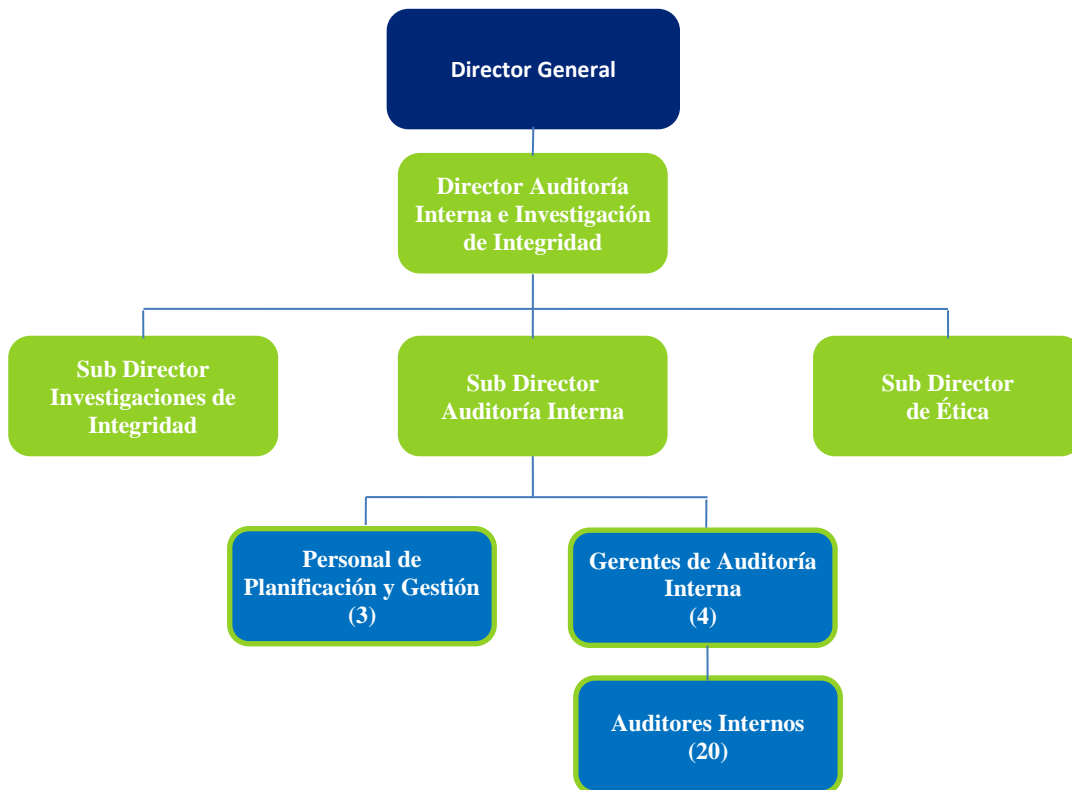 Director General
Director Auditoría
Interna e Investigación
de Integridad
Sub Director
Investigaciones de
Integridad
Sub Director
Auditoría Interna
Sub Director
de Ética
Personal de
Planificación y Gestión
(3)
Gerentes de Auditoría
Interna
(4)
Auditores Internos
(20)